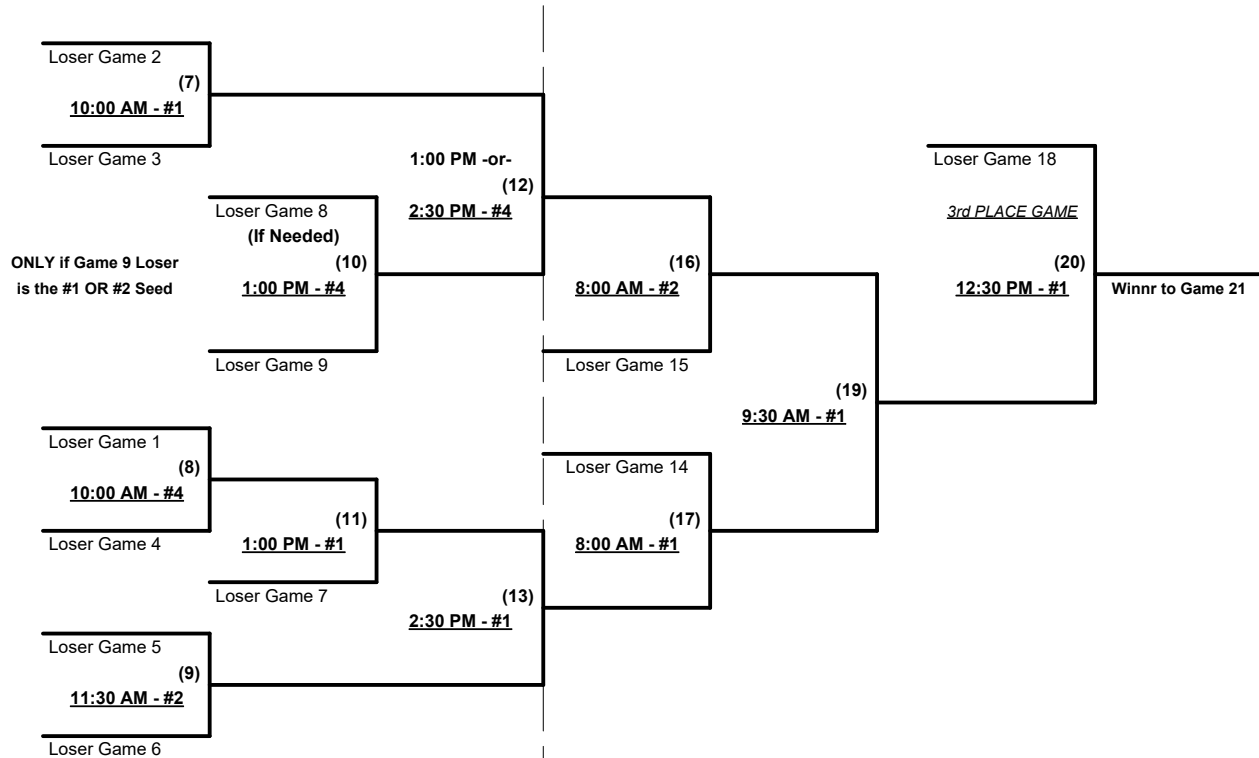 Loser Game 2
(7)
10:00 AM - #1
Loser Game 3
1:00 PM -or-
(12)
2:30 PM - #4
Loser Game 8
(If Needed)
(10)
1:00 PM - #4
Loser Game 9
ONLY if Game 9 Loser
is the #1 OR #2 Seed
(16)
8:00 AM - #2
Loser Game 15
Loser Game 18
3rd PLACE GAME
(20)
12:30 PM - #1
Winnr to Game 21
(19)
9:30 AM - #1
Loser Game 1
(8)
10:00 AM - #4
Loser Game 4
(11)
1:00 PM - #1
Loser Game 7
Loser Game 14
(17)
8:00 AM - #1
(13)
2:30 PM - #1
Loser Game 5
(9)
11:30 AM - #2
Loser Game 6